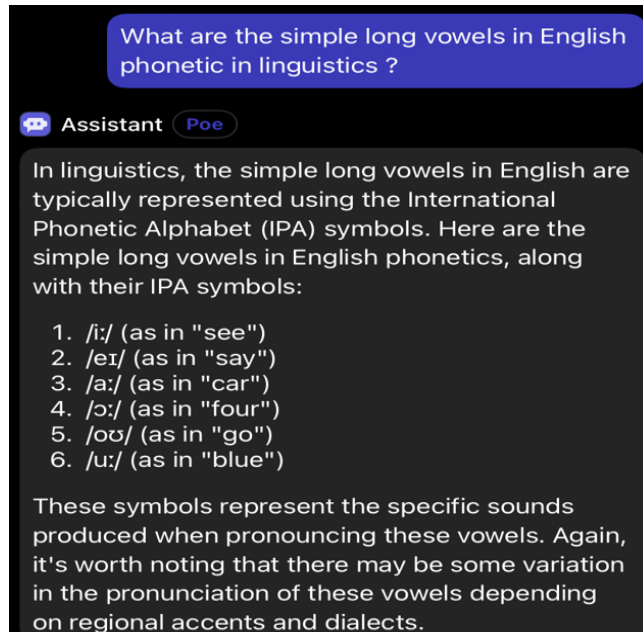 What are the simple long vowels in English
phonetic in linguistics ?
Assistant Poe
In linguistics, the simple long vowels in English are
typically represented using the International
Phonetic Alphabet (IPA) symbols. Here are the
simple long vowels in English phonetics, along
with their IPA symbols:
1. /iː/ (as in "see")
2. /eɪ/ (as in "say")
3. /aː/ (as in "car")
4. /ɔː/ (as in "four")
5. /oʊ/ (as in "go")
6. /uː/ (as in "blue")
These symbols represent the specific sounds
produced when pronouncing these vowels. Again,
it's worth noting that there may be some variation
in the pronunciation of these vowels depending
on regional accents and dialects.